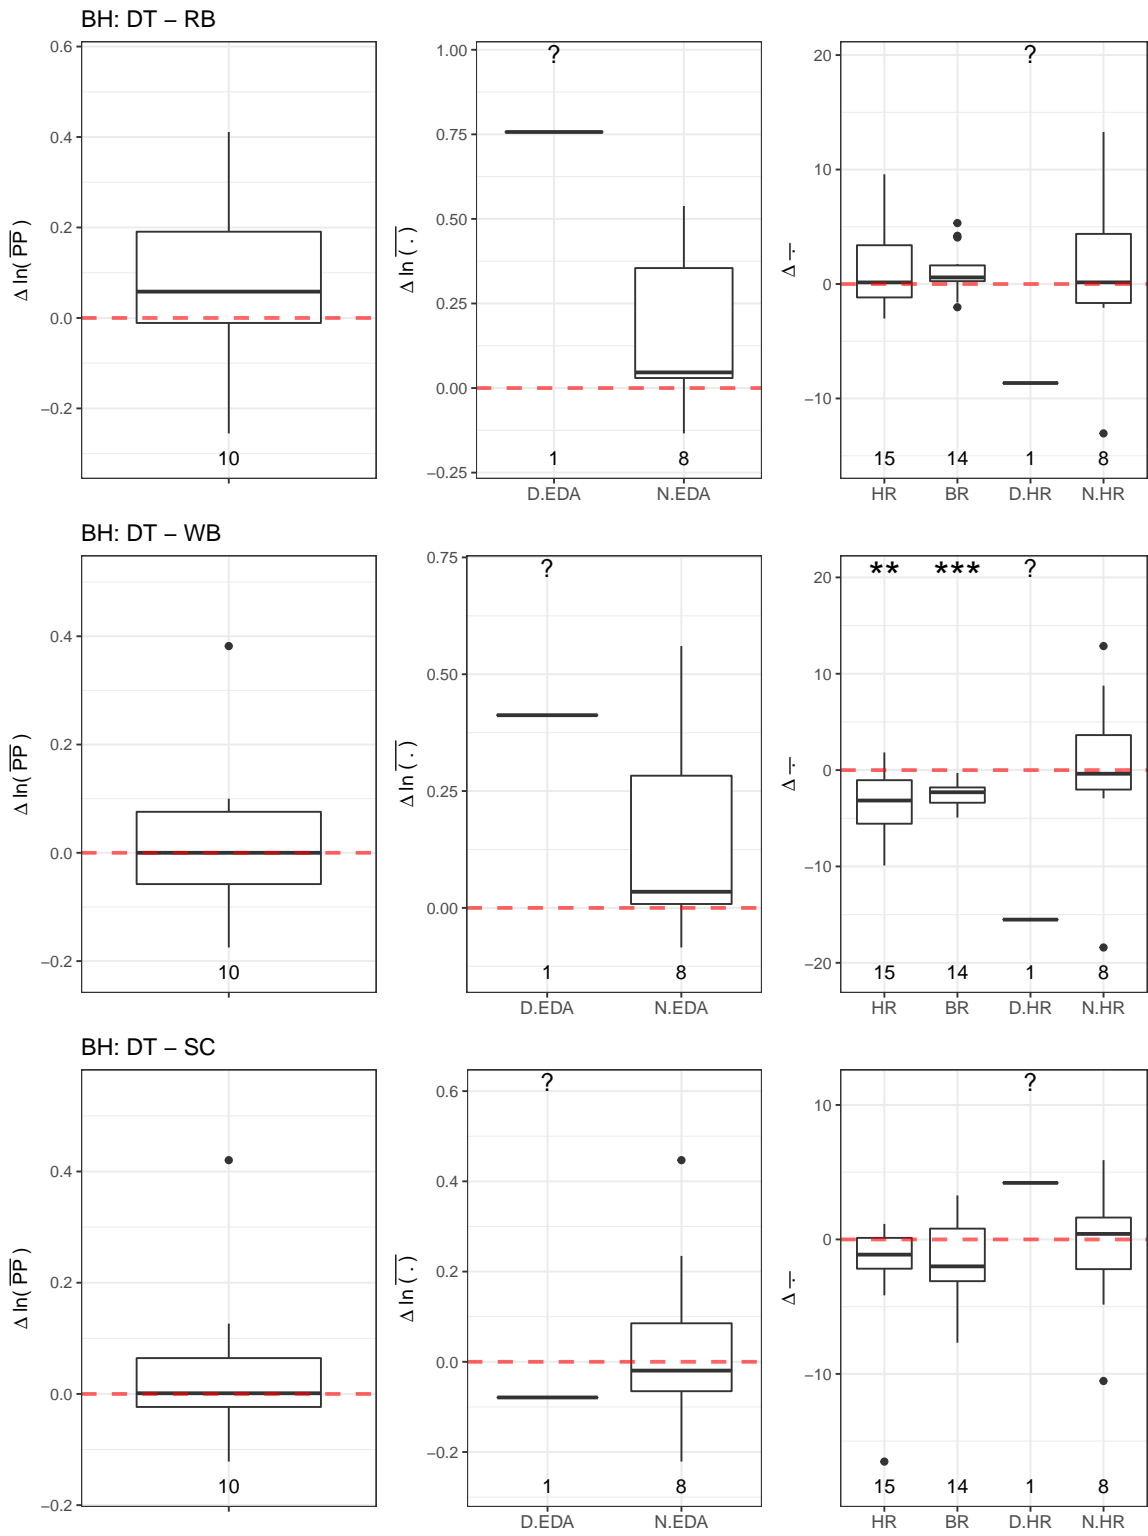 BH: DT – RB
0.6
0.4
0.2
0.0
−0.2
Δ ln( PP )
10
1.00
0.75
0.50
0.25
0.00
−0.25
Δ ln ( . )
?
1 8
D.EDA N.EDA
20
10
0
−10
Δ .
?
15 14 1 8
HR BR D.HR N.HR
BH: DT – WB
0.4
0.2
0.0
−0.2
Δ ln( PP )
10
0.75
0.50
0.25
0.00
Δ ln ( . )
?
1 8
D.EDA N.EDA
20
10
0
−10
−20
Δ .
** *** ?
15 14 1 8
HR BR D.HR N.HR
BH: DT – SC
0.4
0.2
0.0
−0.2
Δ ln( PP )
10
0.6
0.4
0.2
0.0
−0.2
Δ ln ( . )
?
1 8
D.EDA N.EDA
10
0
−10
Δ .
?
15 14 1 8
HR BR D.HR N.HR